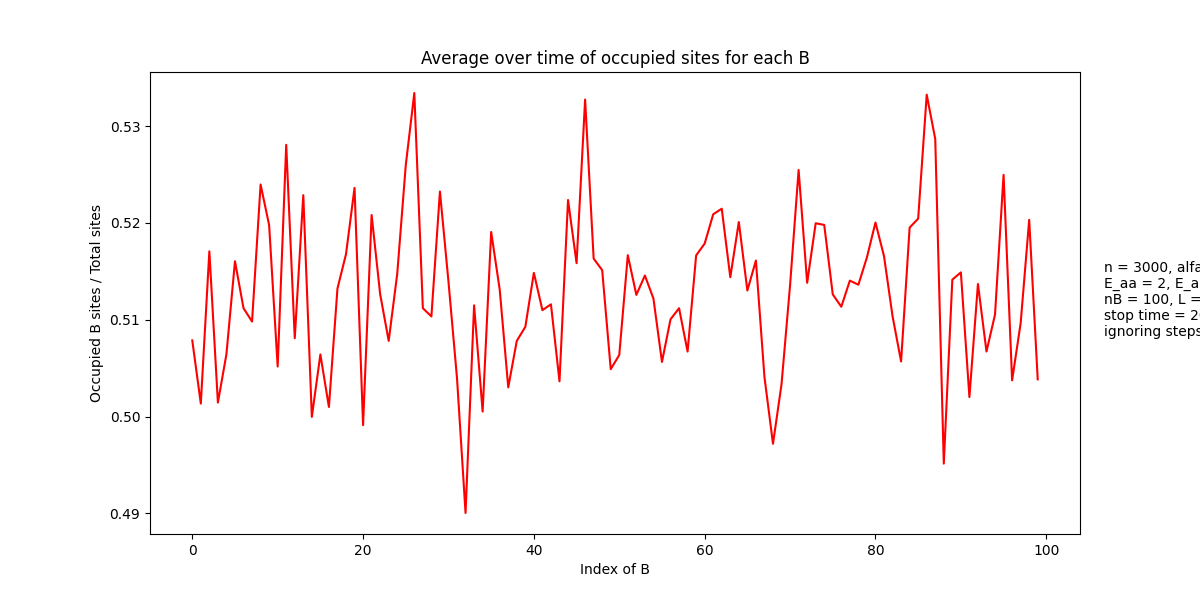 Average over time of occupied sites for each B
Occupied B sites / Total sites
0.53
0.52
0.51
0.50
0.49
0
20
40
60
80
100
Index of B
n = 3000, alfa
E_aa = 2, E_a
nB = 100, L =
stop time = 2
ignoring steps